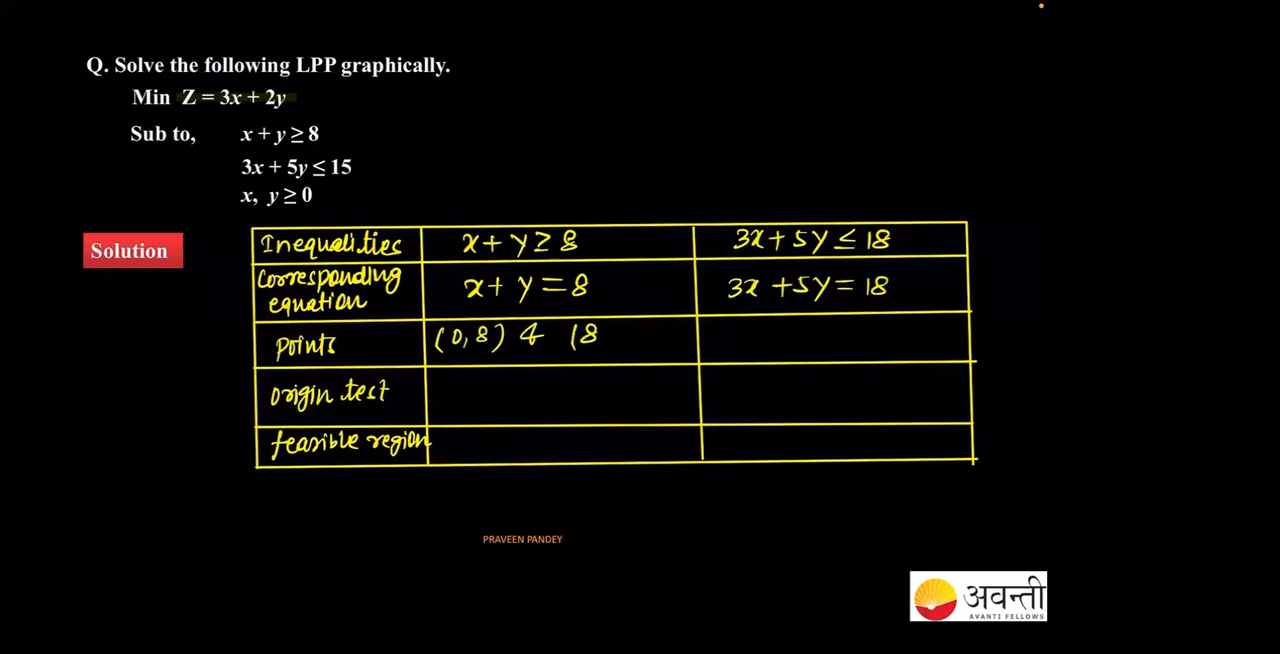 Q. Solve the following LPP graphically.
Min Z = 3x + 2y
Sub to, x + y ≥ 8
3x + 5y ≤ 15
x, y ≥ 0
Solution
Inequalities x + y ≥ 8 3x + 5y ≤ 18
Corresponding
equation x + y = 8 3x + 5y = 18
Points (0, 8) & 18
origin test
feasible region
PRAVEEN PANDEY
अवन्ती
AVANTI FELLOWS